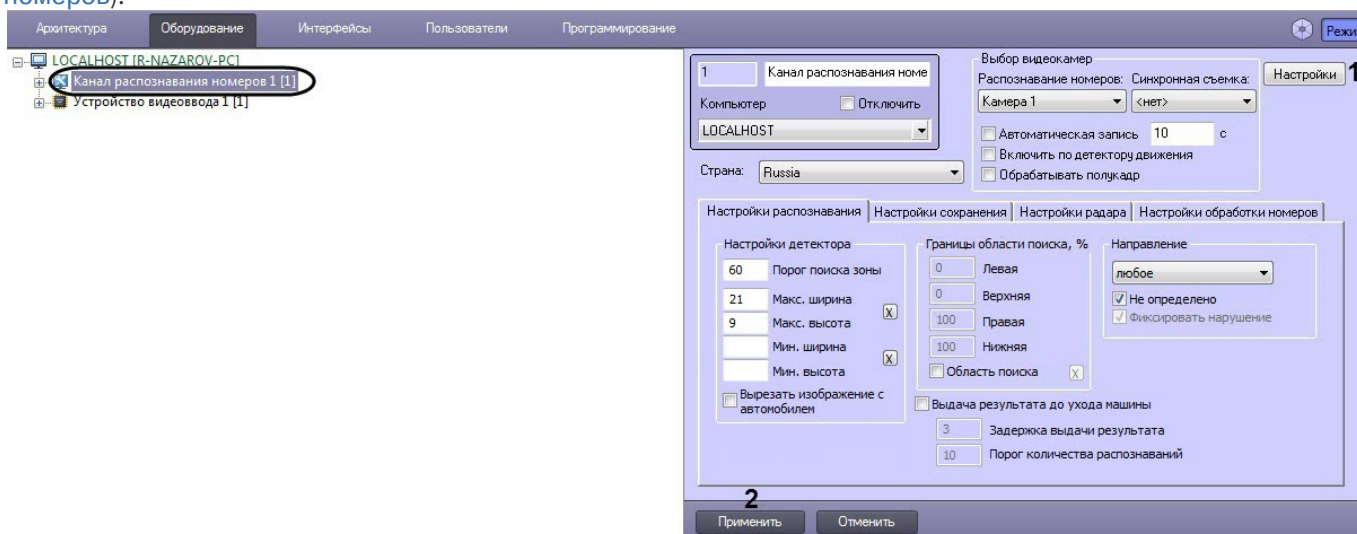 номеров).
Архитектура Оборудование Интерфейсы Пользователи Программирование Режи
LOCALHOST [R-NAZAROV-PC]
Канал распознавания номеров 1 [1]
Устройство видеоввода 1 [1]
1 Канал распознавания номе
Компьютер Отключить
LOCALHOST
Страна: Russia
Выбор видеокамер
Распознавание номеров: Синхронная съемка:
Камера 1 <нет>
Автоматическая запись 10 с
Включить по детектору движения
Обрабатывать полукадр
Настройки 1
Настройки распознавания Настройки сохранения Настройки радара Настройки обработки номеров
Настройки детектора
60 Порог поиска зоны
21 Макс. ширина
X
9 Макс. высота
Мин. ширина
X
Мин. высота
Вырезать изображение с
автомобилем
Границы области поиска, %
0 Левая
0 Верхняя
100 Правая
100 Нижняя
Область поиска X
Направление
любое
Не определено
Фиксировать нарушение
Выдача результата до ухода машины
3 Задержка выдачи результата
10 Порог количества распознаваний
2
Применить Отменить